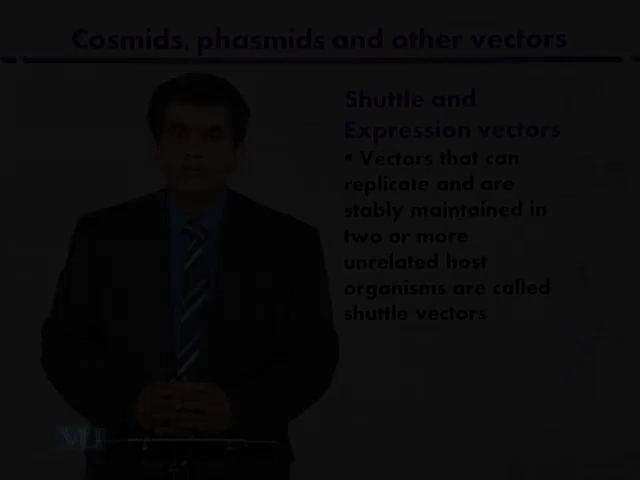 Cosmids, phasmids and other vectors
Shuttle and
Expression vectors
▪ Vectors that can
replicate and are
stably maintained in
two or more
unrelated host
organisms are called
shuttle vectors
VU